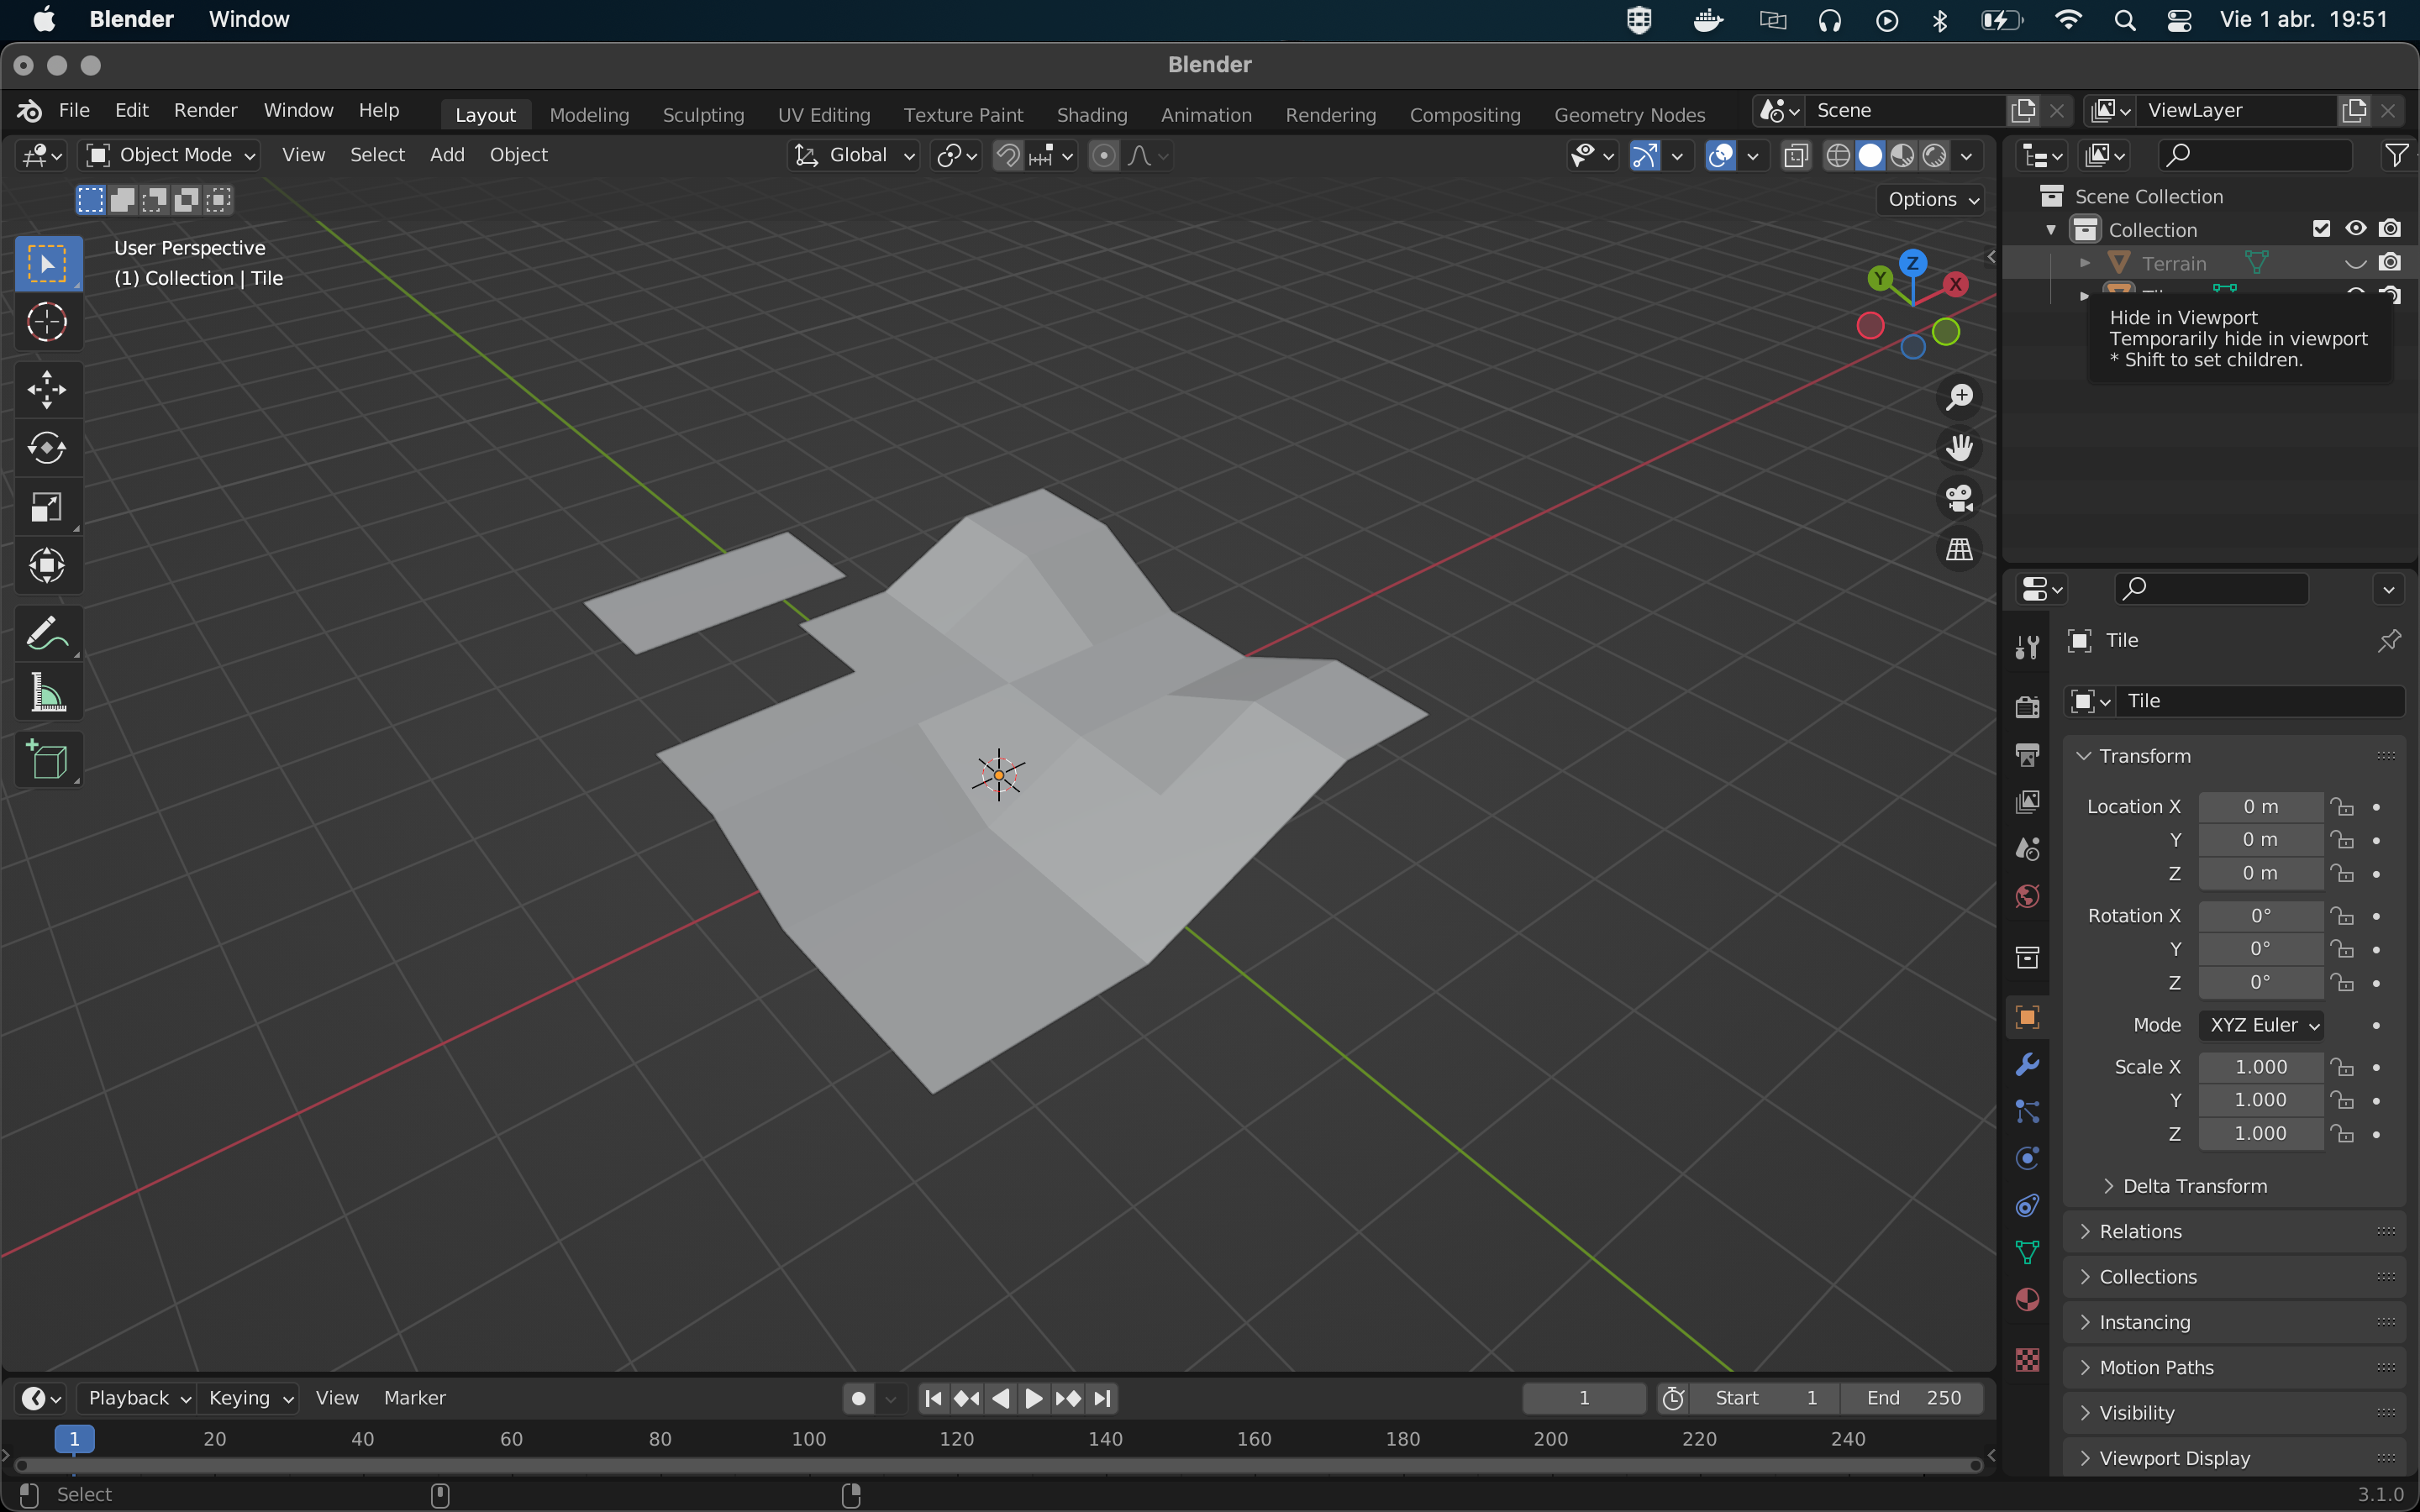 Blender Window Vie 1 abr. 19:51
Blender
File Edit Render Window Help Layout Modeling Sculpting UV Editing Texture Paint Shading Animation Rendering Compositing Geometry Nodes Scene ViewLayer
Object Mode View Select Add Object Global
Options
User Perspective
(1) Collection | Tile
Z
Y
X
Scene Collection
Collection
Terrain
Hide in Viewport
Temporarily hide in viewport
* Shift to set children.
Tile
Tile
Transform
Location X 0 m
Y 0 m
Z 0 m
Rotation X 0°
Y 0°
Z 0°
Mode XYZ Euler
Scale X 1.000
Y 1.000
Z 1.000
Delta Transform
Relations
Collections
Instancing
Motion Paths
Visibility
Viewport Display
Playback Keying View Marker 1 Start 1 End 250
1 20 40 60 80 100 120 140 160 180 200 220 240
Select 3.1.0